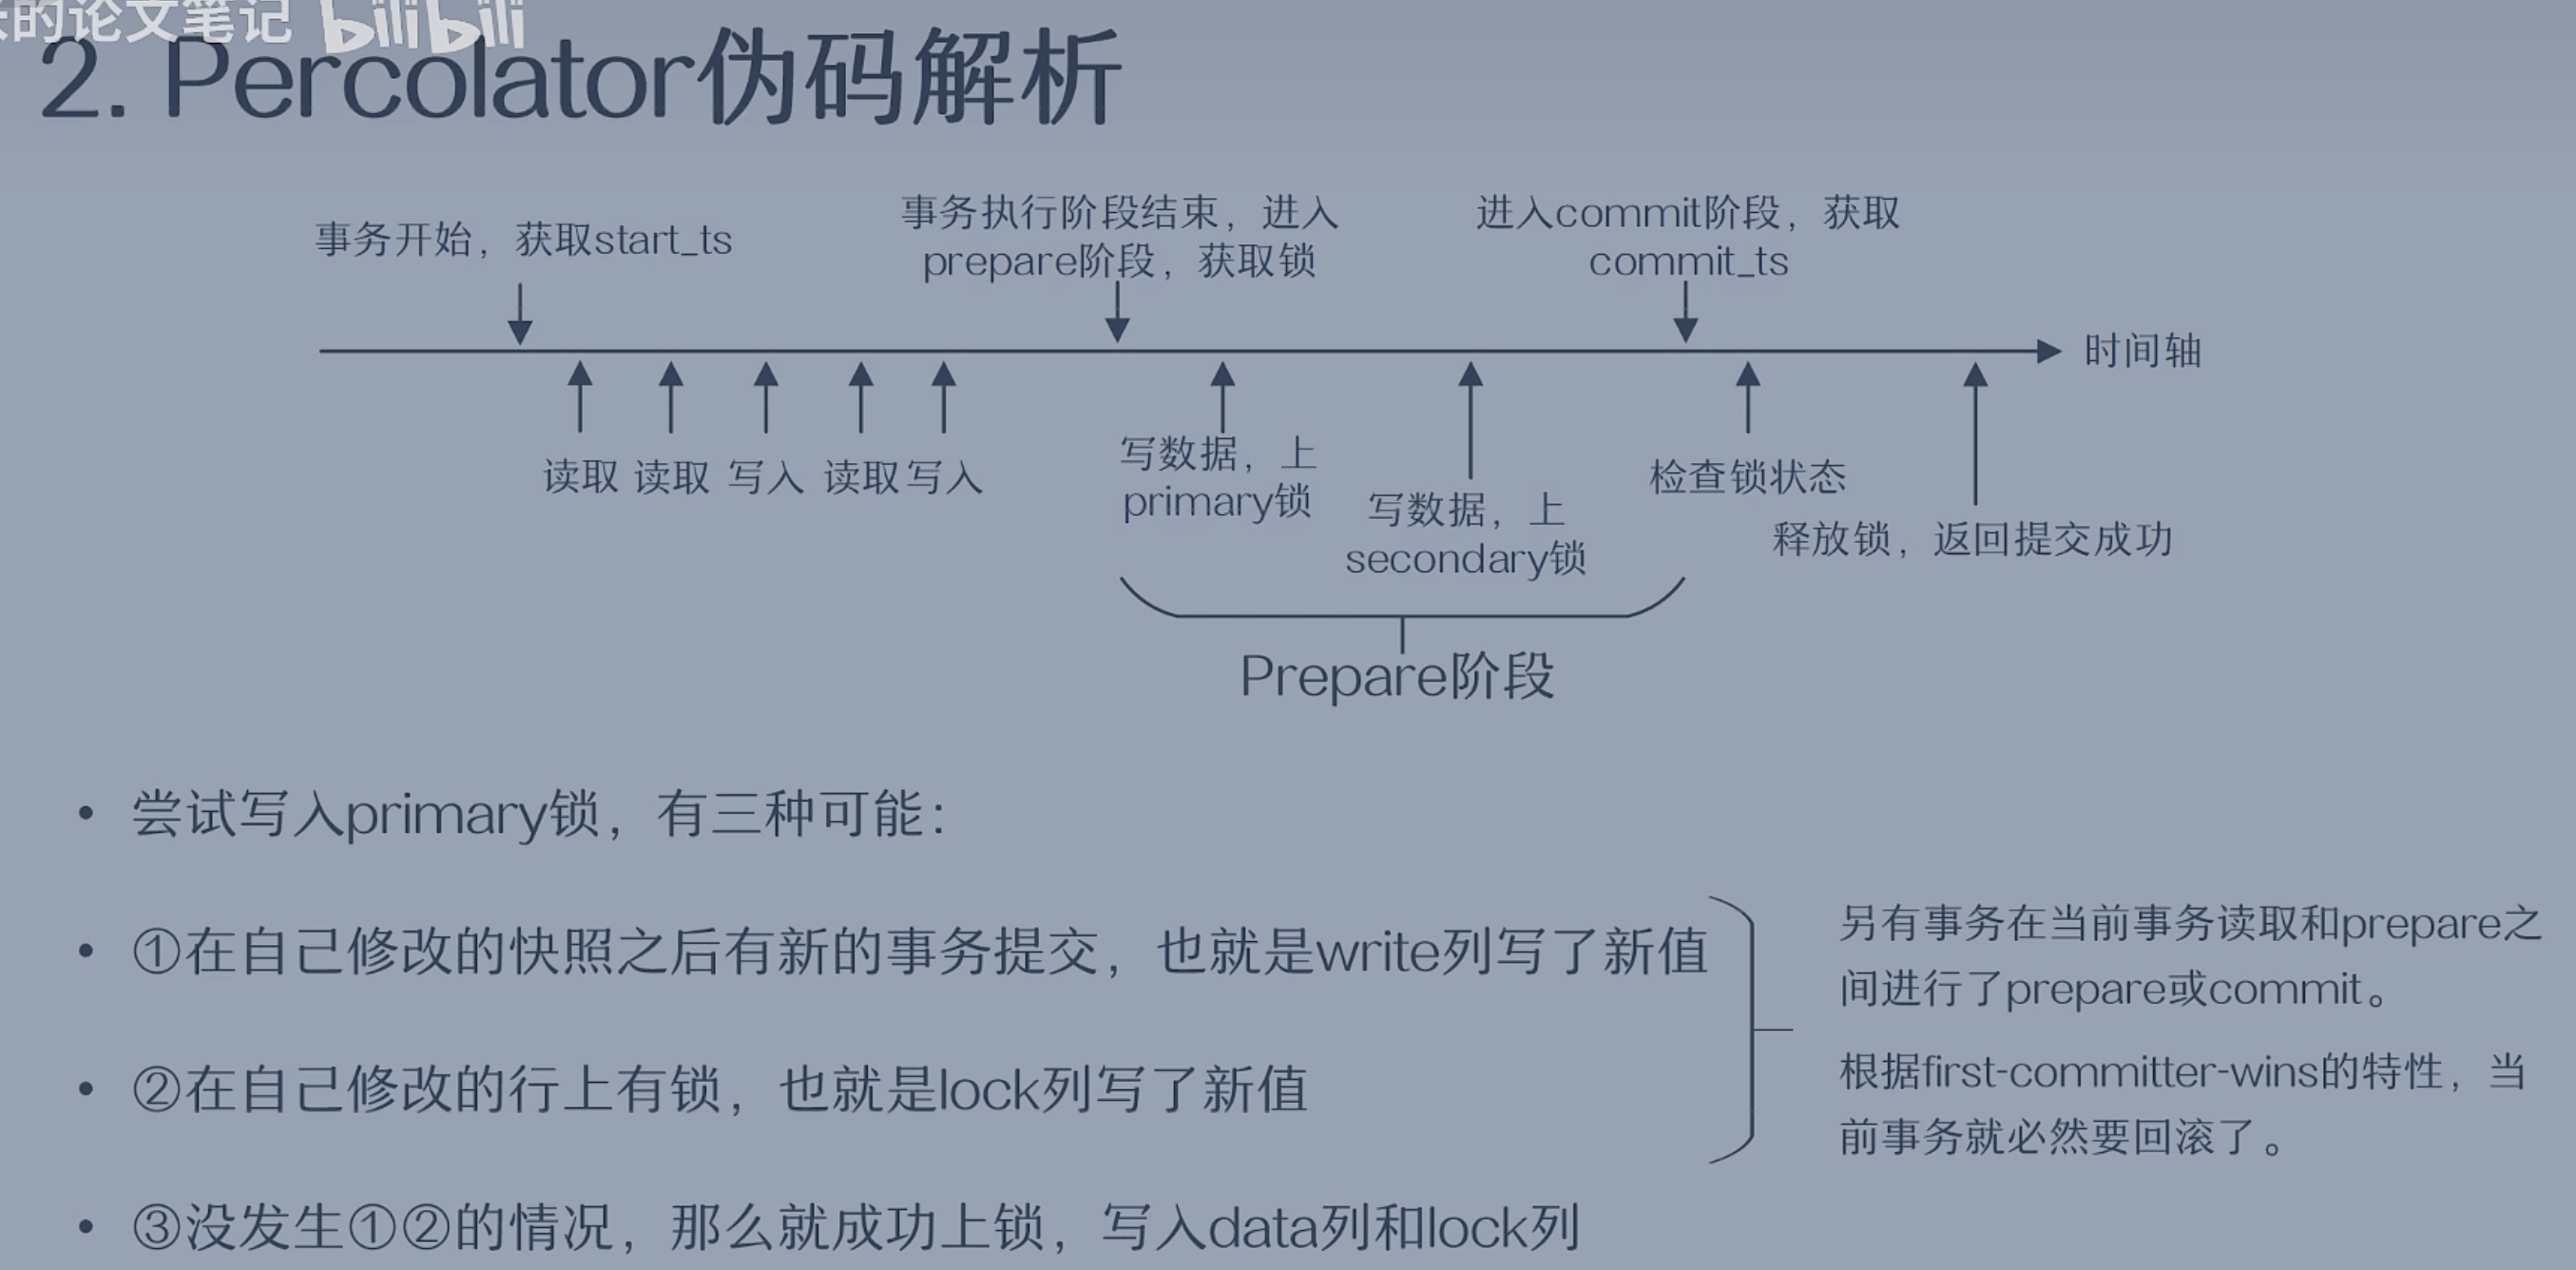 的论文笔记 bilibili
2. Percolator伪码解析
事务开始，获取start_ts
事务执行阶段结束，进入
prepare阶段，获取锁
进入commit阶段，获取
commit_ts
时间轴
读取 读取 写入 读取 写入
写数据，上
primary锁
写数据，上
secondary锁
检查锁状态
释放锁，返回提交成功
Prepare阶段
• 尝试写入primary锁，有三种可能：
• ①在自己修改的快照之后有新的事务提交，也就是write列写了新值
• ②在自己修改的行上有锁，也就是lock列写了新值
另有事务在当前事务读取和prepare之
间进行了prepare或commit。
根据first-committer-wins的特性，当
前事务就必然要回滚了。
• ③没发生①②的情况，那么就成功上锁，写入data列和lock列